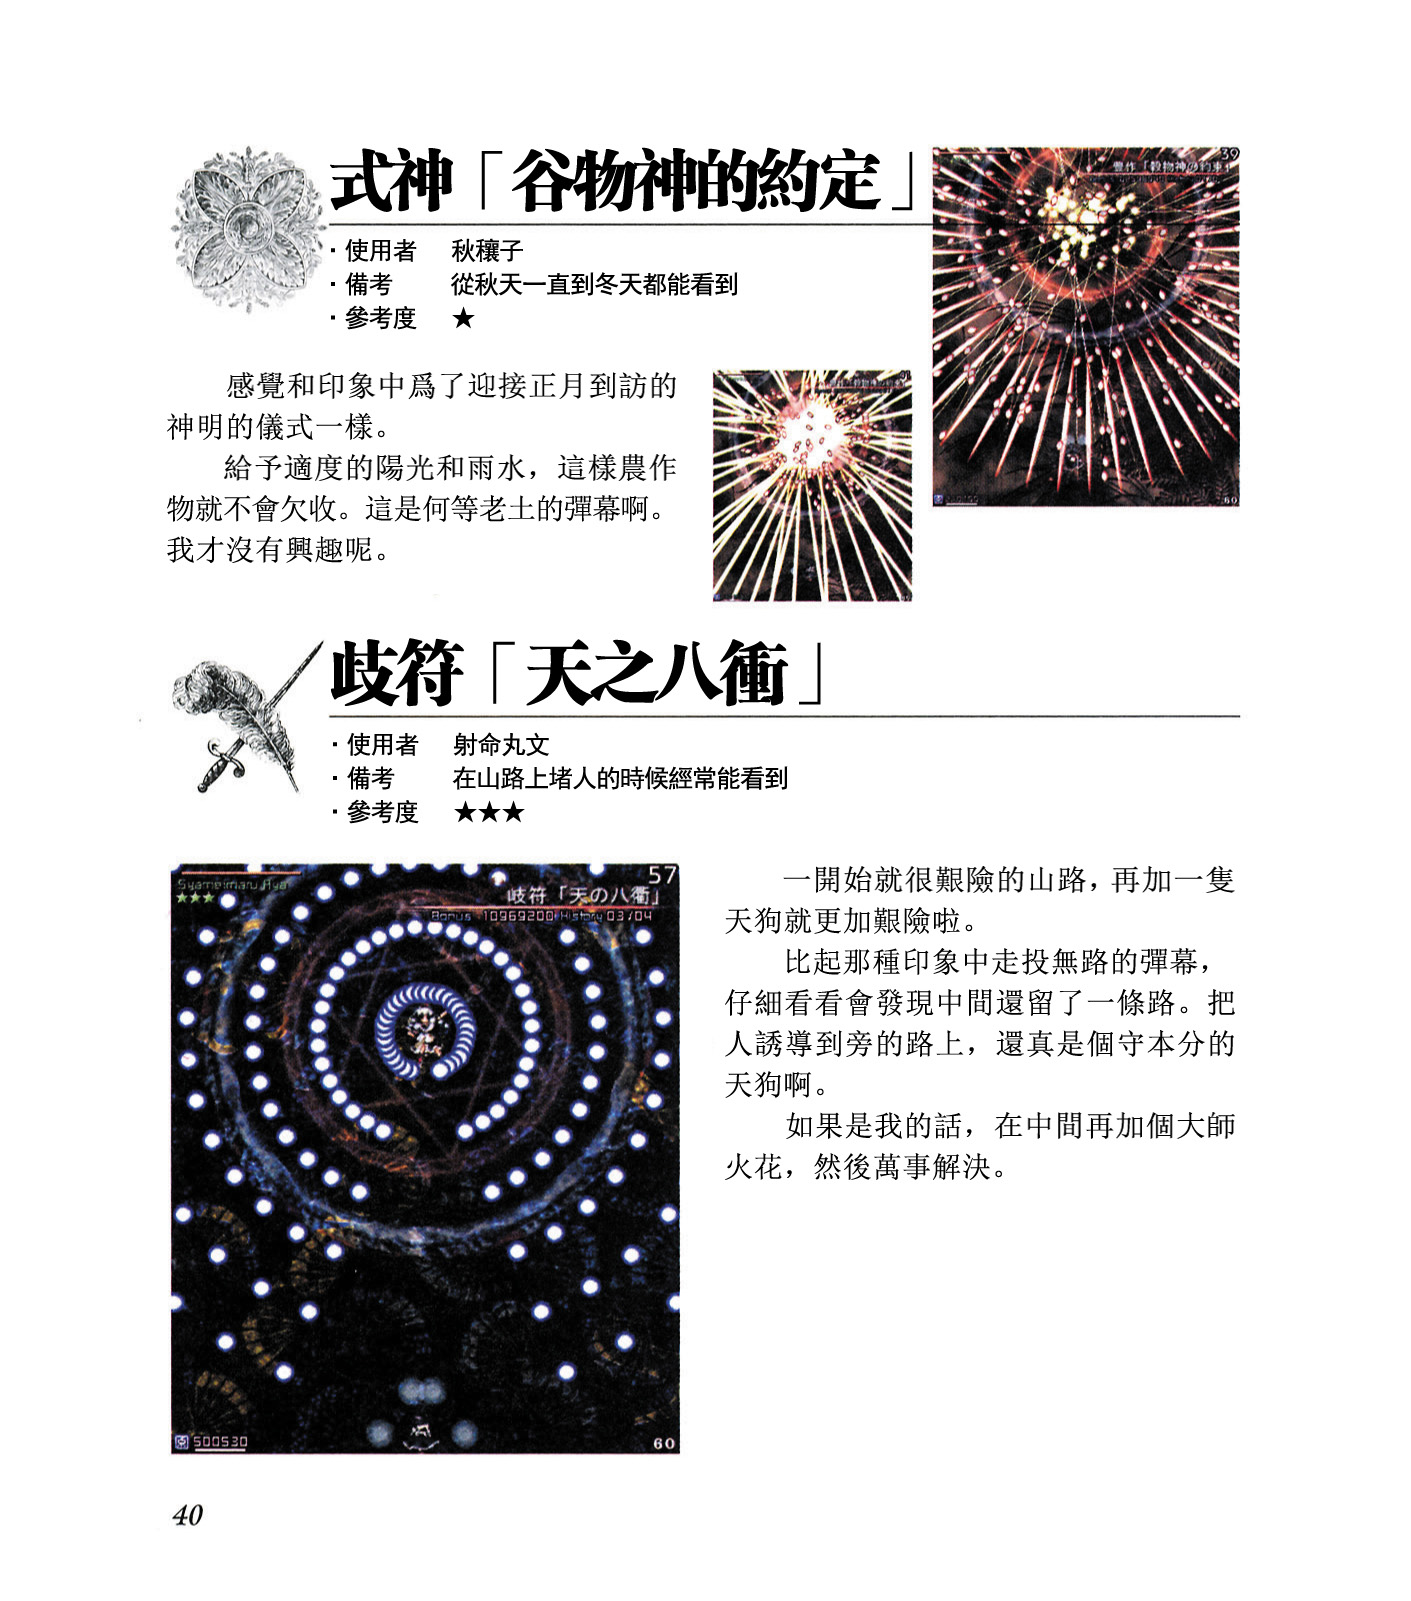 式神「谷物神的約定」
・使用者 秋穰子
・備考 從秋天一直到冬天都能看到
・參考度 ★
39
豊作「穀物神の約束」
60
感覺和印象中爲了迎接正月到訪的
神明的儀式一樣。
給予適度的陽光和雨水，這樣農作
物就不會欠收。這是何等老土的彈幕啊。
我才沒有興趣呢。
歧符「天之八衝」
・使用者 射命丸文
・備考 在山路上堵人的時候經常能看到
・參考度 ★★★
57
Syameimaru Aya
★★★
岐符「天の八衢」
Bonus 10969200 History 03/04
500530
60
一開始就很艱險的山路，再加一隻
天狗就更加艱險啦。
比起那種印象中走投無路的彈幕，
仔細看看會發現中間還留了一條路。把
人誘導到旁的路上，還真是個守本分的
天狗啊。
如果是我的話，在中間再加個大師
火花，然後萬事解決。
40